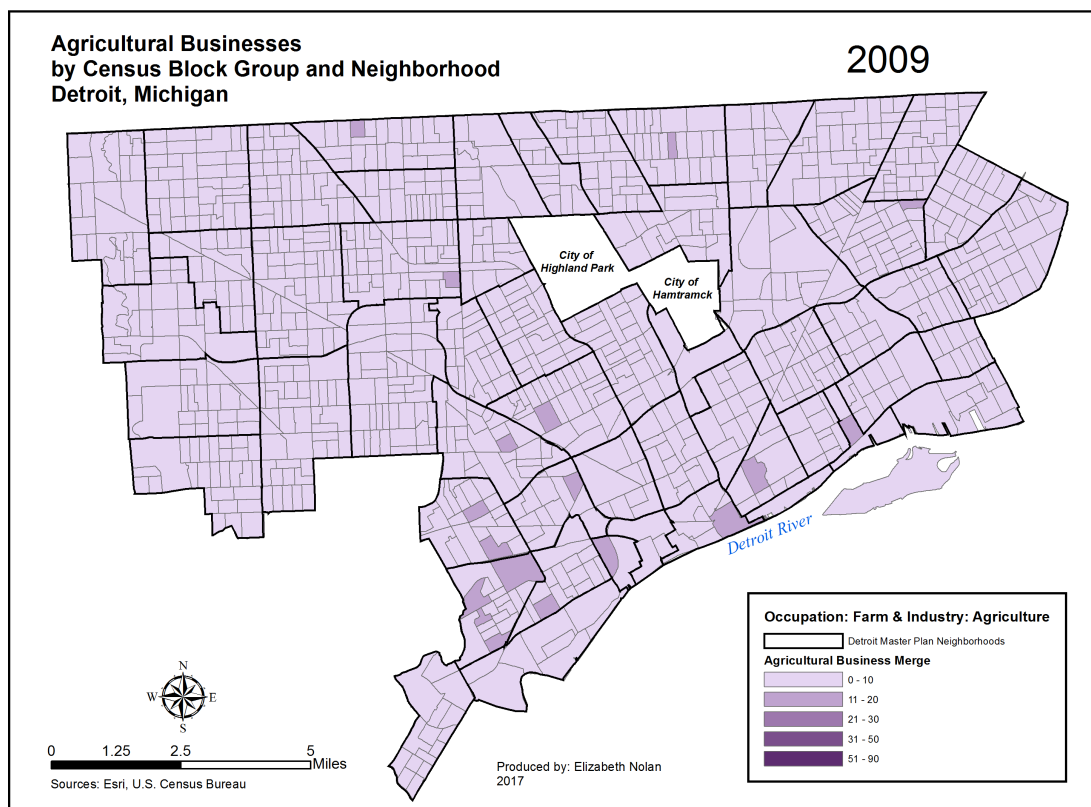 Agricultural Businesses
by Census Block Group and Neighborhood
Detroit, Michigan
2009
City of
Highland Park
City of
Hamtramck
Detroit River
Occupation: Farm & Industry: Agriculture
Detroit Master Plan Neighborhoods
Agricultural Business Merge
0 - 10
11 - 20
21 - 30
31 - 50
51 - 90
N
W E
S
0 1.25 2.5 5
Miles
Sources: Esri, U.S. Census Bureau
Produced by: Elizabeth Nolan
2017